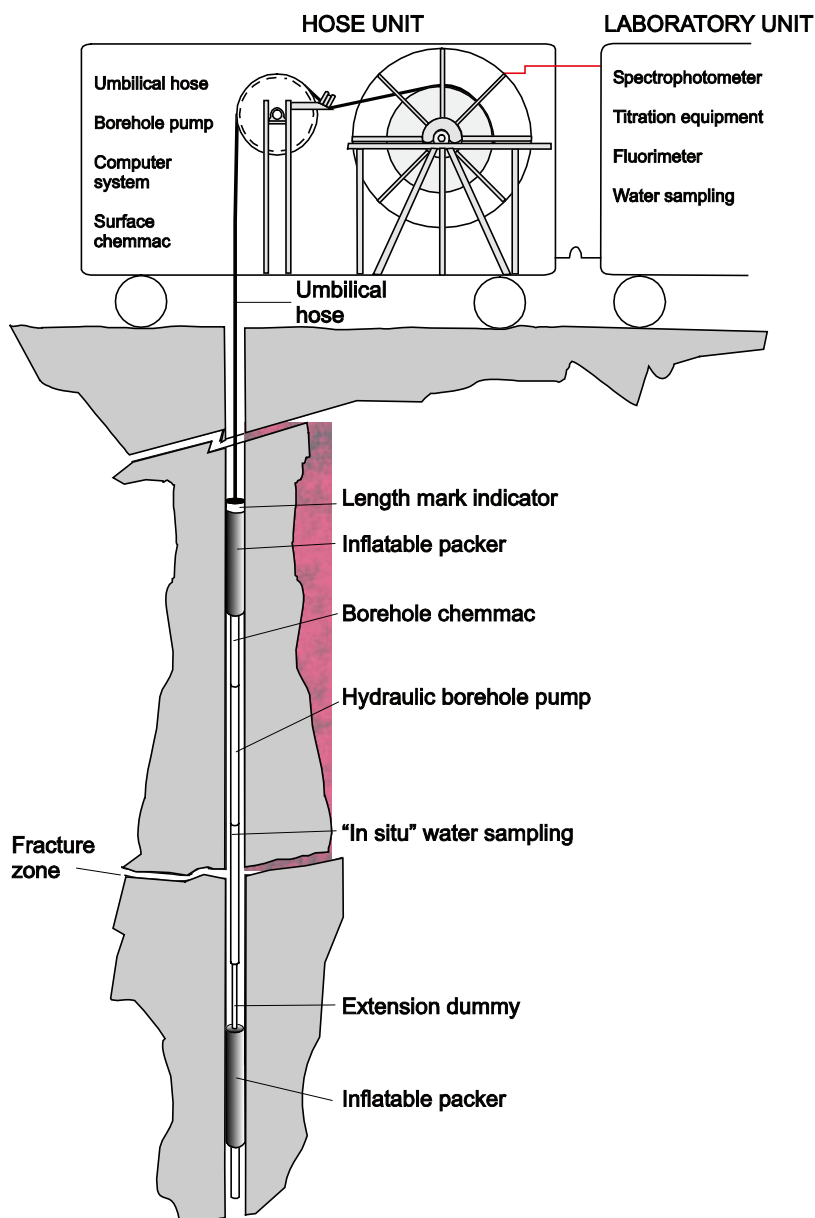 HOSE UNIT
LABORATORY UNIT
Umbilical hose
Borehole pump
Computer
system
Surface
chemmac
Spectrophotometer
Titration equipment
Fluorimeter
Water sampling
Umbilical
hose
Length mark indicator
Inflatable packer
Borehole chemmac
Hydraulic borehole pump
“In situ” water sampling
Fracture
zone
Extension dummy
Inflatable packer